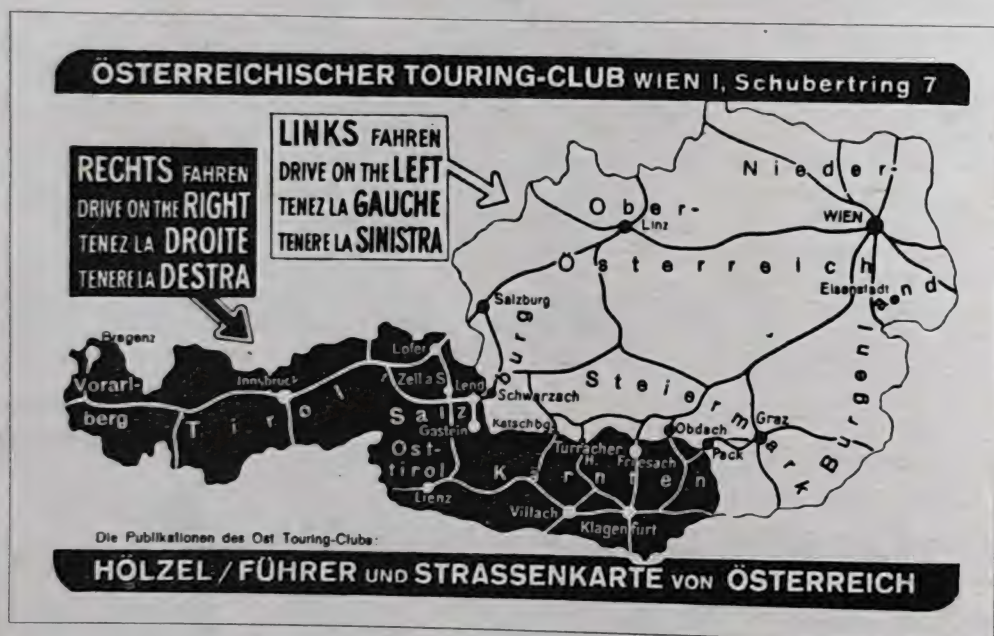 ÖSTERREICHISCHER TOURING-CLUB WIEN I, Schubertring 7
RECHTS FAHREN
DRIVE ON THE RIGHT
TENEZ LA DROITE
TENERE LA DESTRA
LINKS FAHREN
DRIVE ON THE LEFT
TENEZ LA GAUCHE
TENERE LA SINISTRA
Nieder-
Ober-
Linz
WIEN
Österreich
Eisenstadt
Burgenland
Salzburg
Bregenz
Vorarl-
berg
Innsbruck
Tirol
Lofer
Zell a S
Lend
Salz
burg
Schwarzach
Gastein
Steiermark
Katschbg.
Turracher
H.
Friesach
Obdach
Pack
Graz
Ost-
tirol
Lienz
Kärnten
Villach
Klagenfurt
Die Publikationen des Ost Touring-Clubs:
HÖLZEL/FÜHRER UND STRASSENKARTE VON ÖSTERREICH